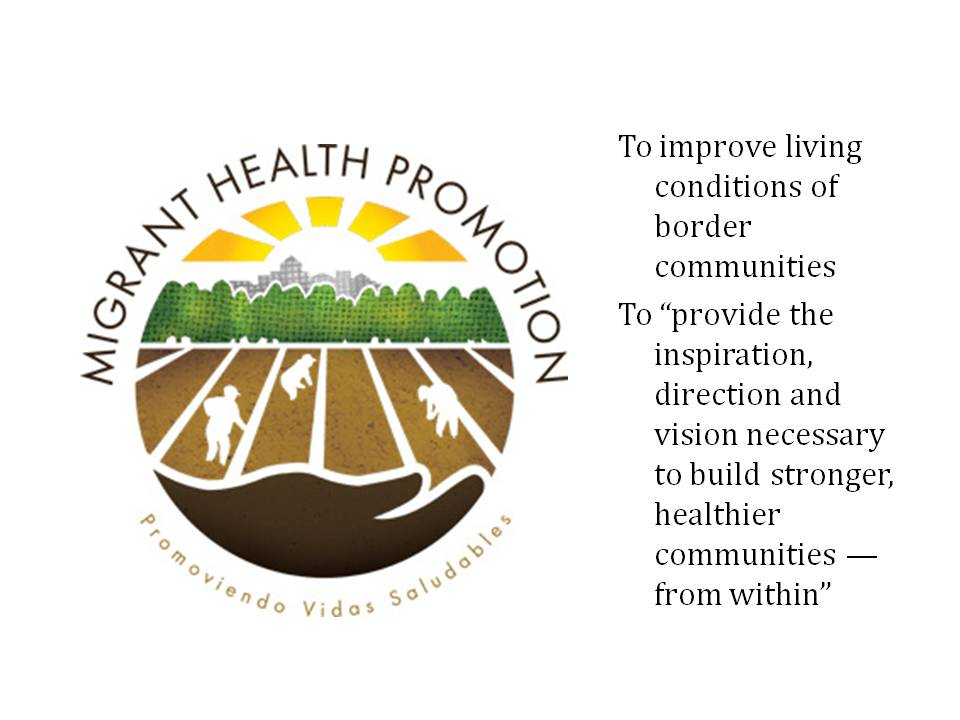 MIGRANT HEALTH PROMOTION
Promoviendo Vidas Saludables
To improve living
conditions of
border
communities
To “provide the
inspiration,
direction and
vision necessary
to build stronger,
healthier
communities —
from within”